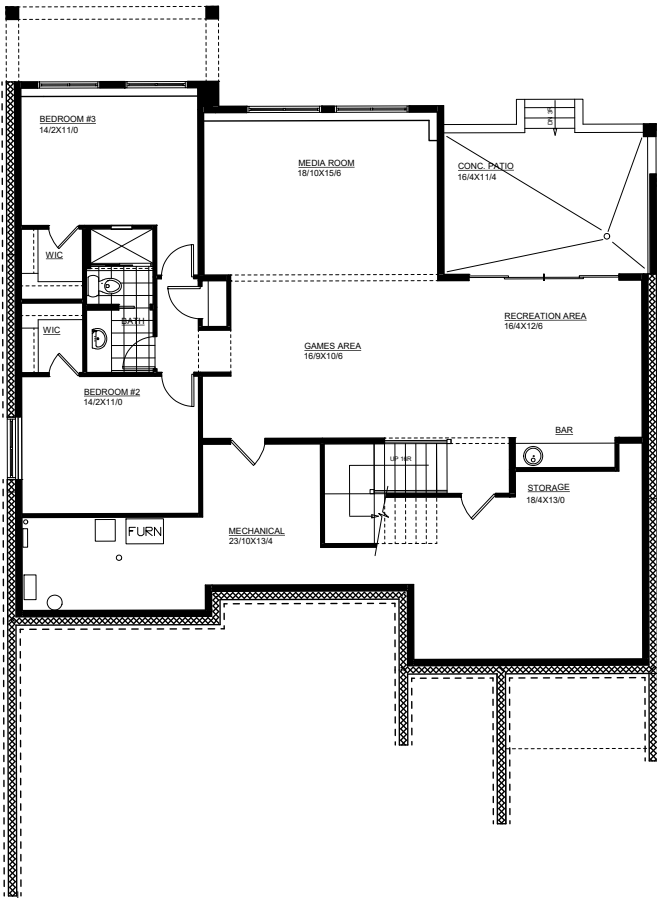 BEDROOM #3
14/2X11/0
MEDIA ROOM
18/10X15/6
DN 3R
CONC. PATIO
16/4X11/4
WIC
WIC
BATH
RECREATION AREA
16/4X12/6
GAMES AREA
16/9X10/6
BEDROOM #2
14/2X11/0
BAR
UP 16R
STORAGE
18/4X13/0
FURN
MECHANICAL
23/10X13/4